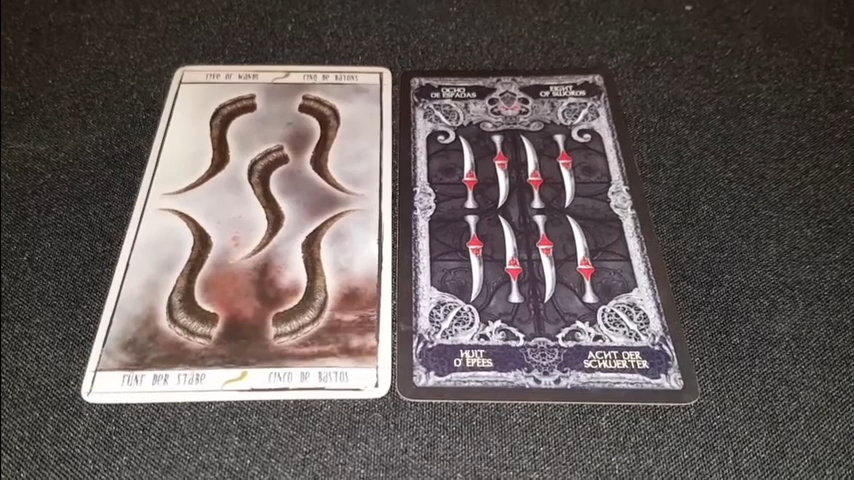 FIVE OF WANDS
CINQ DE BATONS
FÜNF DER STÄBE
CINCO DE BASTOS
OCHO
DE ESPADAS
EIGHT
OF SWORDS
HUIT
D'EPEES
ACHT DER
SCHWERTER